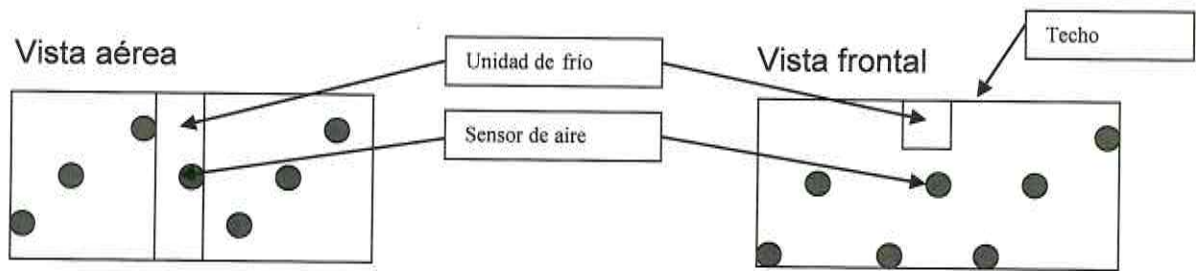 Vista aérea
Unidad de frío
Sensor de aire
Vista frontal
Techo